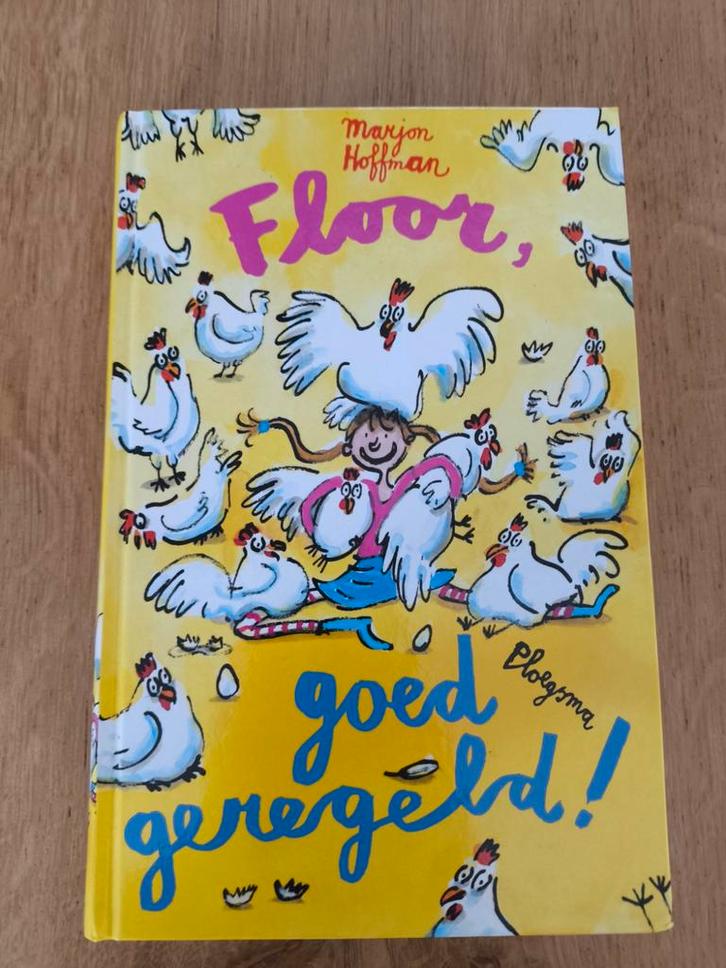 Marjon
Hoffman
Floor,
goed
Ploegsma
geregeld!